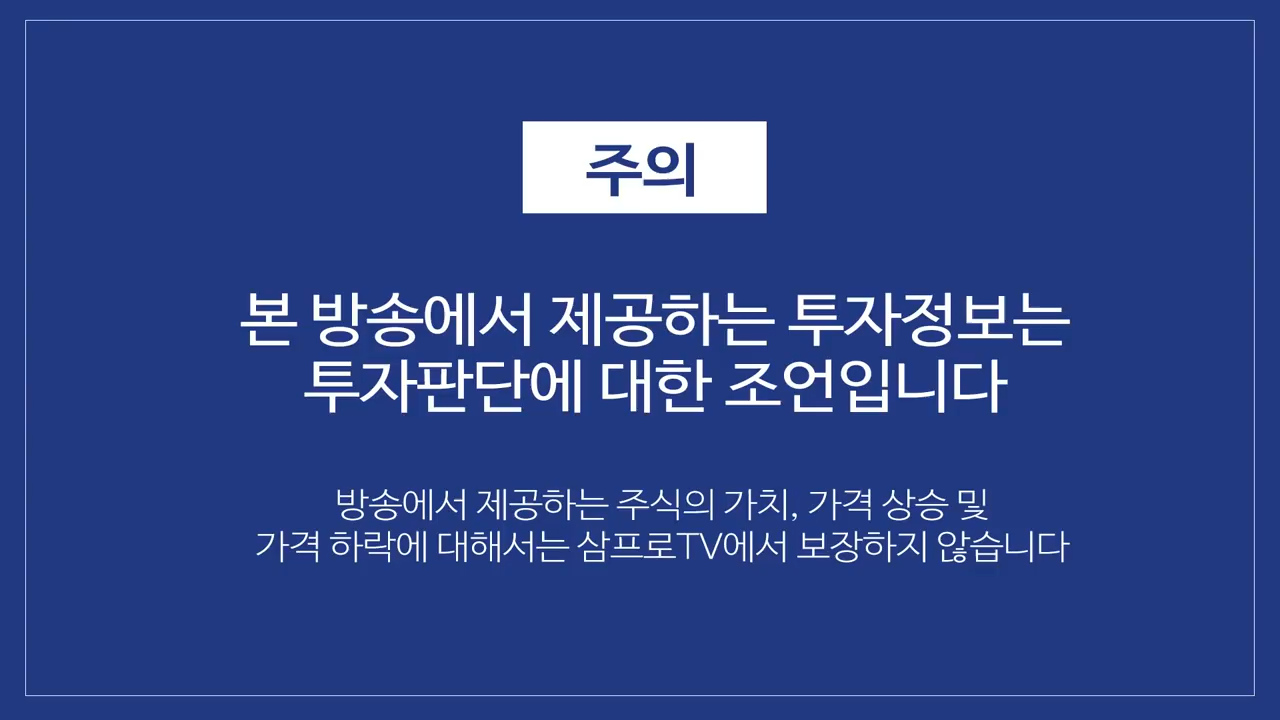 주의
본 방송에서 제공하는 투자정보는
투자판단에 대한 조언입니다
방송에서 제공하는 주식의 가치, 가격 상승 및
가격 하락에 대해서는 삼프로TV에서 보장하지 않습니다